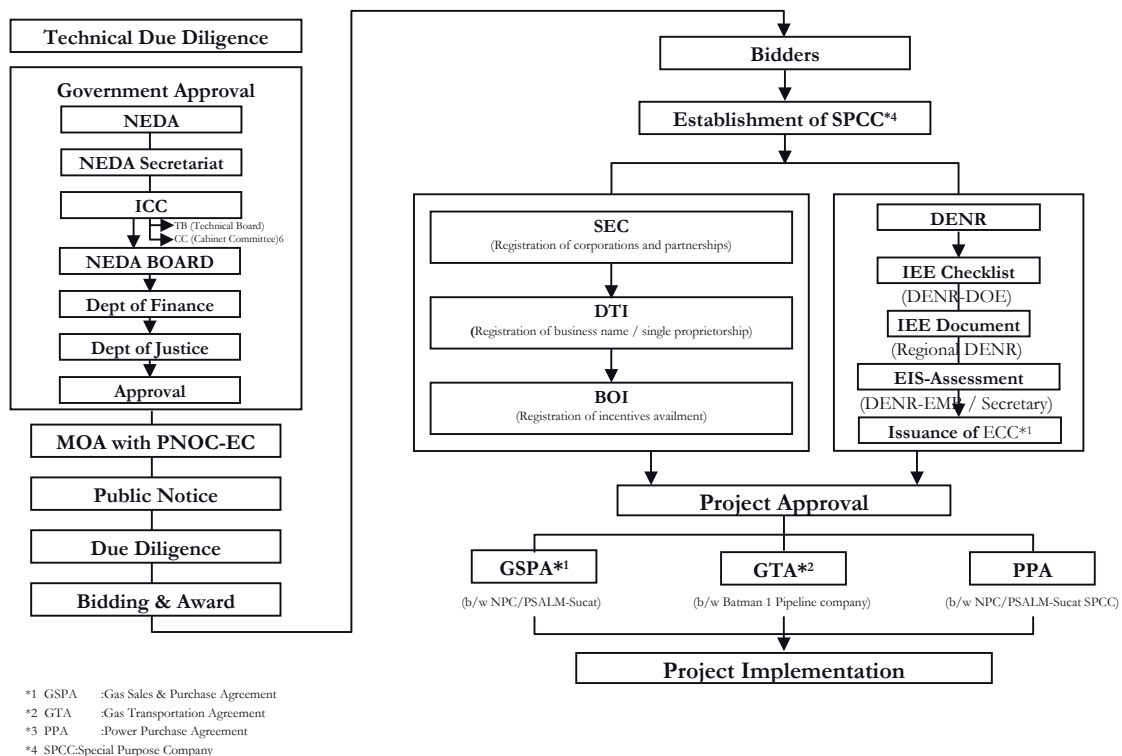 Technical Due Diligence
Government Approval
NEDA
NEDA Secretariat
ICC
TB (Technical Board)
CC (Cabinet Committee)6
NEDA BOARD
Dept of Finance
Dept of Justice
Approval
MOA with PNOC-EC
Public Notice
Due Diligence
Bidding & Award
Bidders
Establishment of SPCC*4
SEC
(Registration of corporations and partnerships)
DTI
(Registration of business name / single proprietorship)
BOI
(Registration of incentives availment)
DENR
IEE Checklist
(DENR-DOE)
IEE Document
(Regional DENR)
EIS-Assessment
(DENR-EMB / Secretary)
Issuance of ECC*1
Project Approval
GSPA*1
(b/w NPC/PSALM-Sucat)
GTA*2
(b/w Batman 1 Pipeline company)
PPA
(b/w NPC/PSALM-Sucat SPCC)
Project Implementation
*1 GSPA :Gas Sales & Purchase Agreement
*2 GTA :Gas Transportation Agreement
*3 PPA :Power Purchase Agreement
*4 SPCC:Special Purpose Company